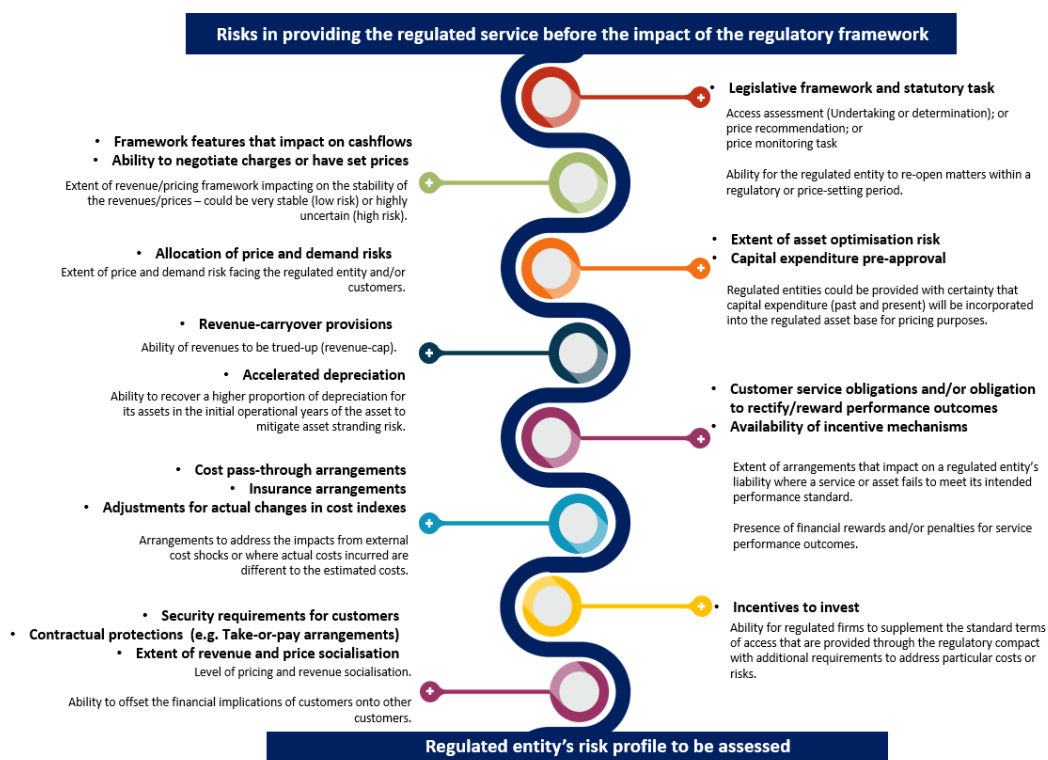 Risks in providing the regulated service before the impact of the regulatory framework
• Legislative framework and statutory task
Access assessment (Undertaking or determination); or
price recommendation; or
price monitoring task
Ability for the regulated entity to re-open matters within a
regulatory or price-setting period.
• Framework features that impact on cashflows
• Ability to negotiate charges or have set prices
Extent of revenue/pricing framework impacting on the stability of
the revenues/prices – could be very stable (low risk) or highly
uncertain (high risk).
• Extent of asset optimisation risk
• Capital expenditure pre-approval
Regulated entities could be provided with certainty that
capital expenditure (past and present) will be incorporated
into the regulated asset base for pricing purposes.
• Allocation of price and demand risks
Extent of price and demand risk facing the regulated entity and/or
customers.
• Revenue-carryover provisions
Ability of revenues to be trued-up (revenue-cap).
• Accelerated depreciation
Ability to recover a higher proportion of depreciation for
its assets in the initial operational years of the asset to
mitigate asset stranding risk.
• Customer service obligations and/or obligation
to rectify/reward performance outcomes
• Availability of incentive mechanisms
Extent of arrangements that impact on a regulated entity's
liability where a service or asset fails to meet its intended
performance standard.
Presence of financial rewards and/or penalties for service
performance outcomes.
• Cost pass-through arrangements
• Insurance arrangements
• Adjustments for actual changes in cost indexes
Arrangements to address the impacts from external
cost shocks or where actual costs incurred are
different to the estimated costs.
• Incentives to invest
Ability for regulated firms to supplement the standard terms
of access that are provided through the regulatory compact
with additional requirements to address particular costs or
risks.
• Security requirements for customers
• Contractual protections (e.g. Take-or-pay arrangements)
• Extent of revenue and price socialisation
Level of pricing and revenue socialisation.
Ability to offset the financial implications of customers onto other
customers.
Regulated entity's risk profile to be assessed